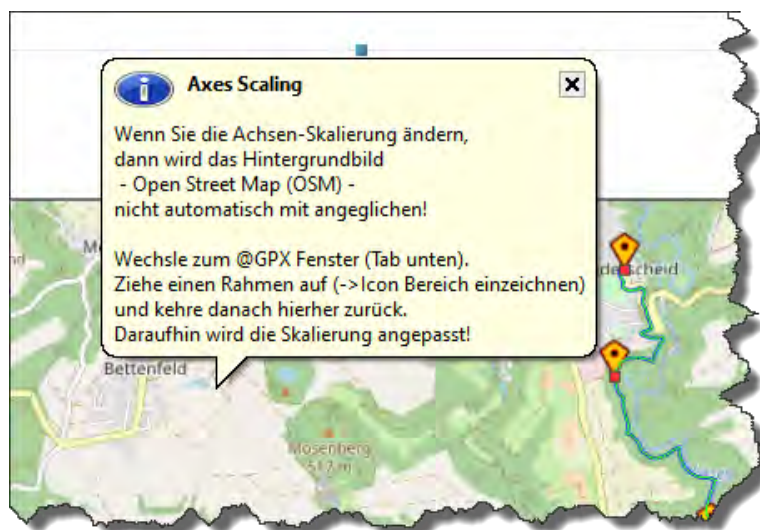 Axes Scaling
Wenn Sie die Achsen-Skalierung ändern,
dann wird das Hintergrundbild
- Open Street Map (OSM) -
nicht automatisch mit angeglichen!
Wechsle zum @GPX Fenster (Tab unten).
Ziehe einen Rahmen auf (->Icon Bereich einzeichnen)
und kehre danach hierher zurück.
Daraufhin wird die Skalierung angepasst!
Bettenfeld
Mosenberg
517 m